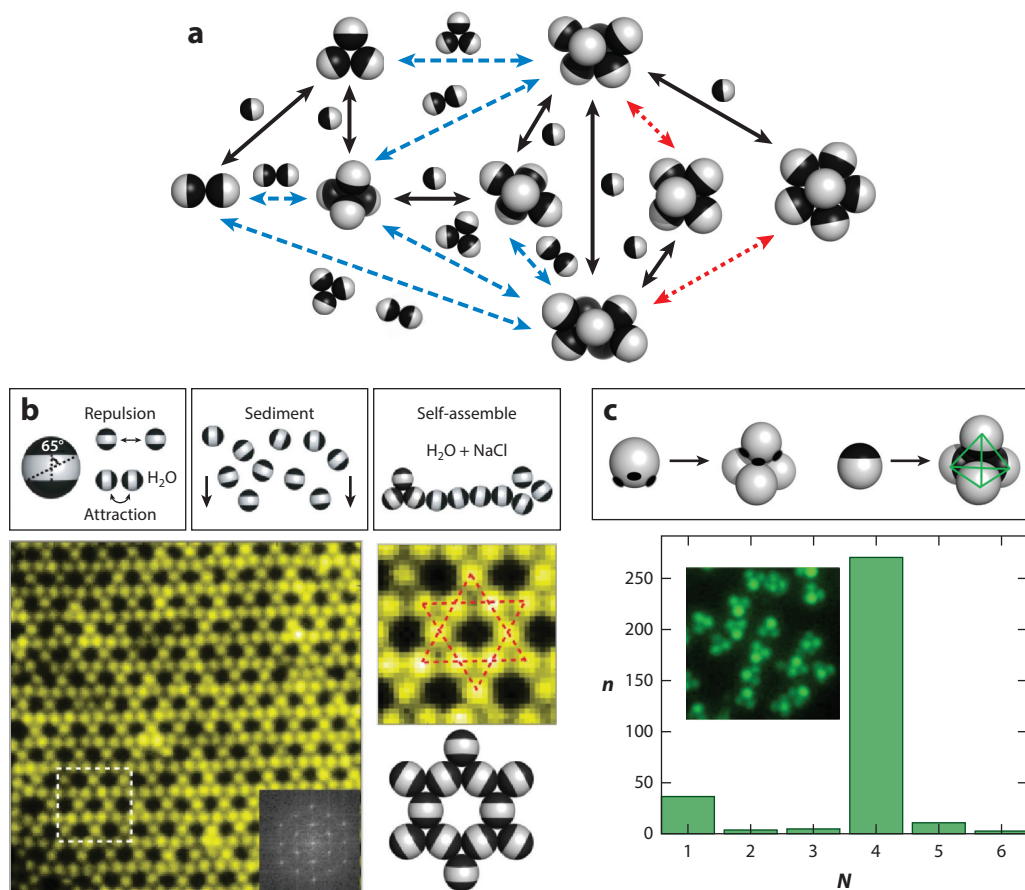 a
b
Repulsion
65°
H₂O
Attraction
Sediment
Self-assemble
H₂O + NaCl
c
250
200
150
100
50
0
n
1 2 3 4 5 6
N